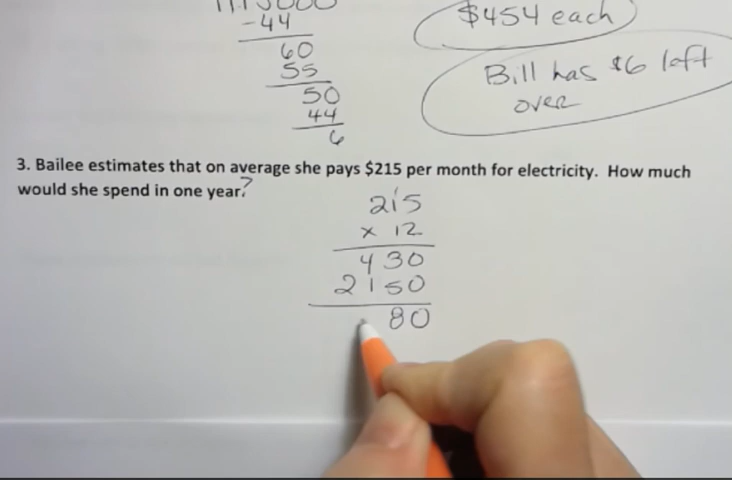 -44
60
55
50
44
6
$454 each
Bill has $6 left
over
3. Bailee estimates that on average she pays $215 per month for electricity. How much
would she spend in one year?
1
215
x 12
430
2150
80